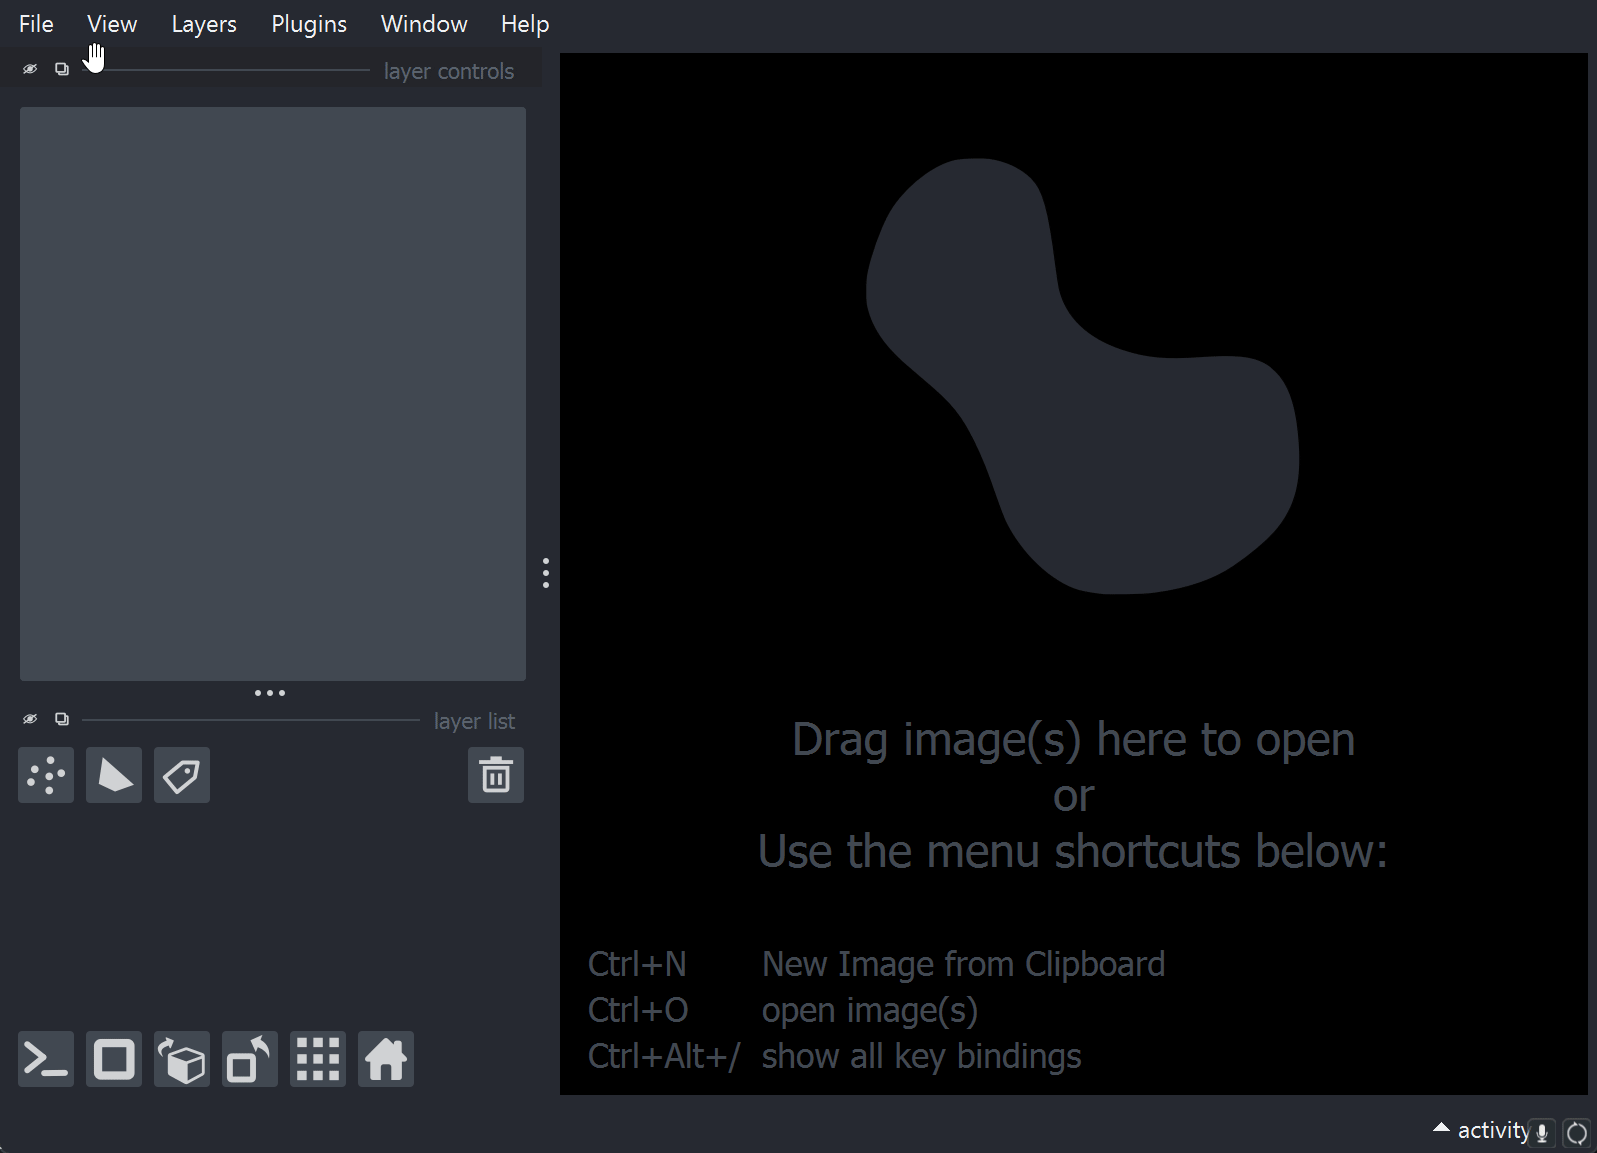 File View Layers Plugins Window Help
layer controls
layer list
Drag image(s) here to open
or
Use the menu shortcuts below:
Ctrl+N New Image from Clipboard
Ctrl+O open image(s)
Ctrl+Alt+/ show all key bindings
activity